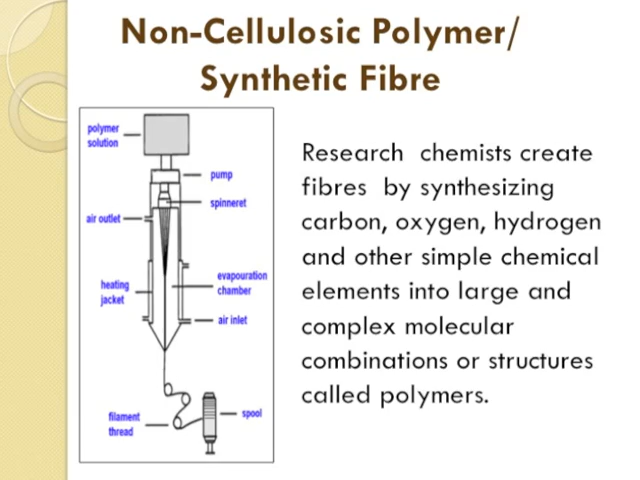 Non-Cellulosic Polymer/
Synthetic Fibre
polymer
solution
pump
spinneret
air outlet
evapouration
chamber
heating
jacket
air inlet
filament
thread
spool
Research chemists create
fibres by synthesizing
carbon, oxygen, hydrogen
and other simple chemical
elements into large and
complex molecular
combinations or structures
called polymers.